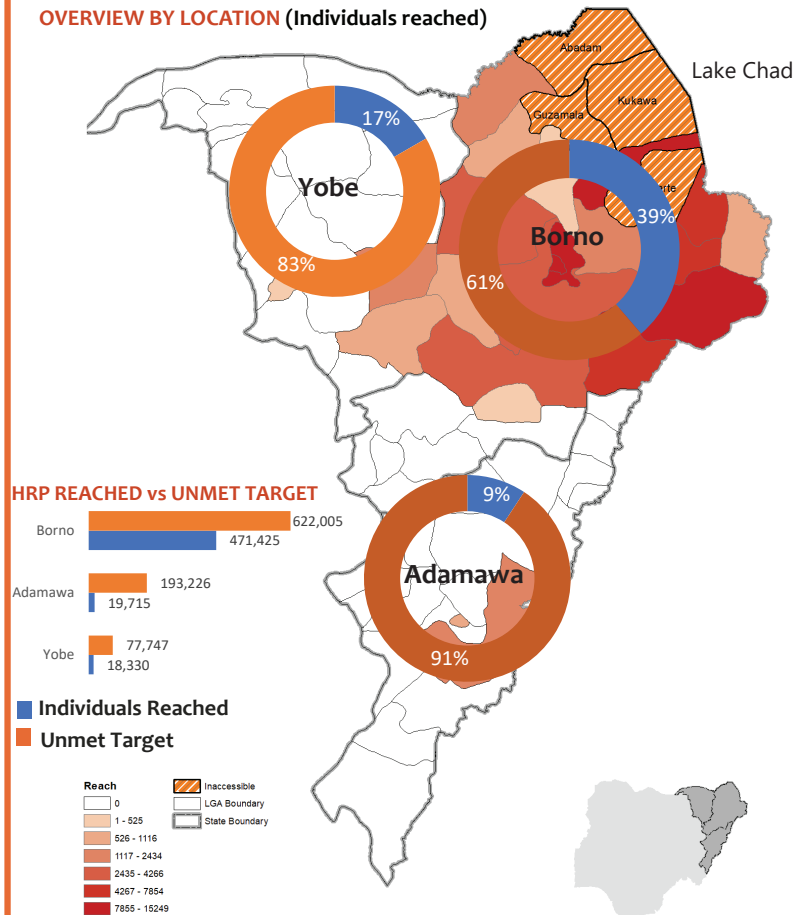 OVERVIEW BY LOCATION (Individuals reached)
Abadam
Lake Chad
Kukawa
Guzamala
17%
Yobe
83%
erte
39%
Borno
61%
HRP REACHED vs UNMET TARGET
Borno
622,005
471,425
Adamawa
193,226
19,715
Yobe
77,747
18,330
9%
Adamawa
91%
Individuals Reached
Unmet Target
Reach
0
1 - 525
526 - 1116
1117 - 2434
2435 - 4266
4267 - 7854
7855 - 15249
Inaccessible
LGA Boundary
State Boundary